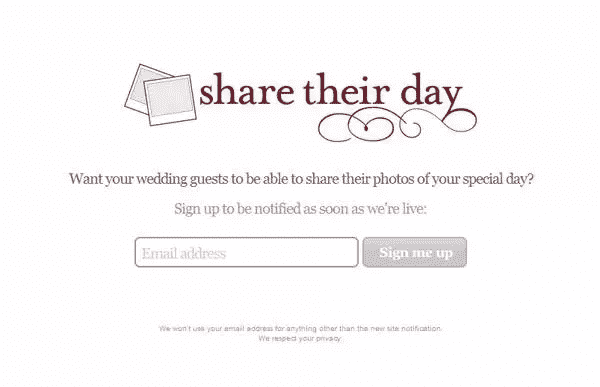 share their day
Want your wedding guests to be able to share their photos of your special day?
Sign up to be notified as soon as we're live:
Email address
Sign me up
We won't use your email address for anything other than the new site notification.
We respect your privacy.